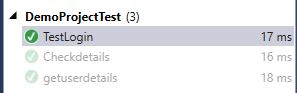 DemoProjectTest (3)
TestLogin 17 ms
Checkdetails 16 ms
getuserdetails 18 ms